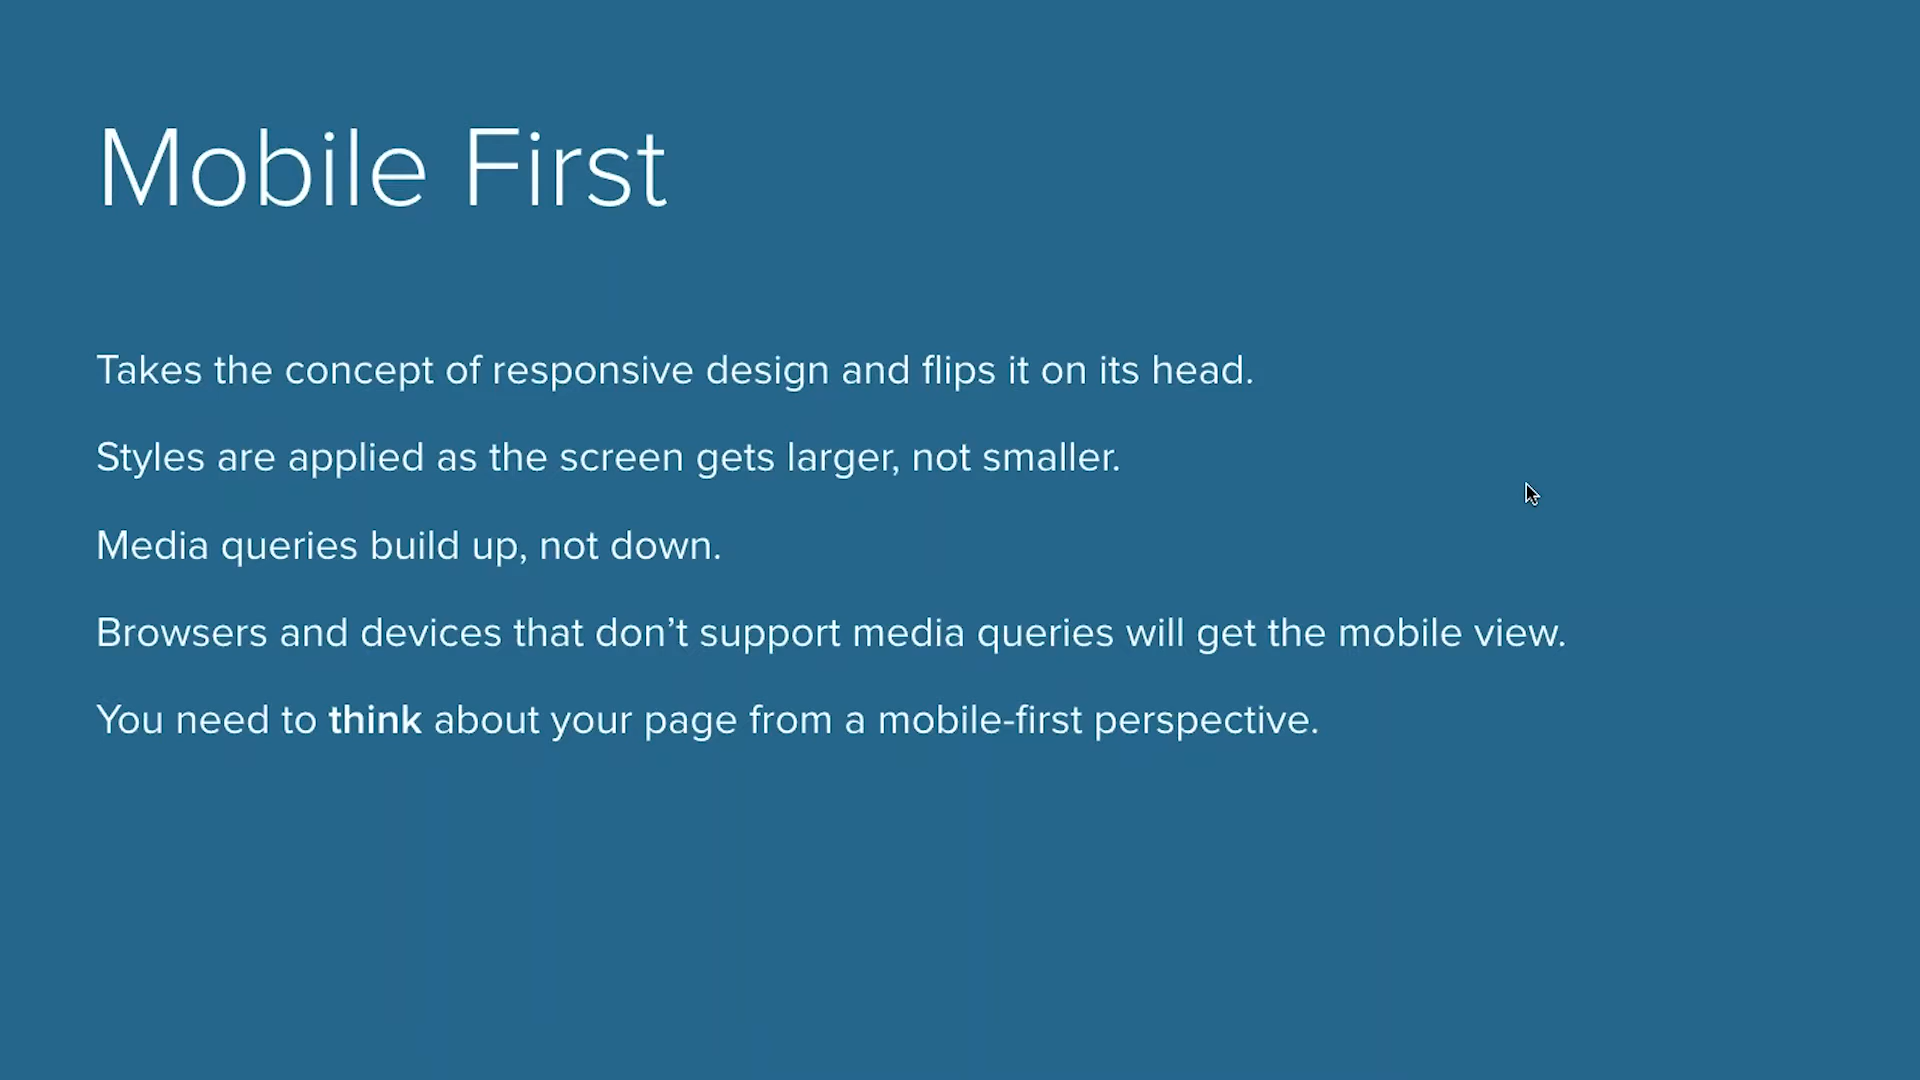 Mobile First
Takes the concept of responsive design and flips it on its head.
Styles are applied as the screen gets larger, not smaller.
Media queries build up, not down.
Browsers and devices that don’t support media queries will get the mobile view.
You need to think about your page from a mobile-first perspective.